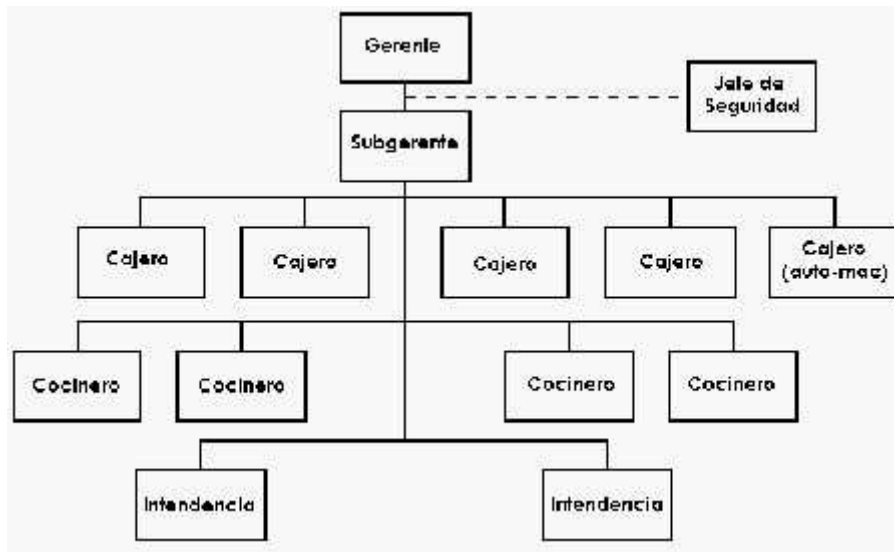 Gerente
Jefe de
Seguridad
Subgerente
Cajero
Cajero
Cajero
Cajero
Cajero
(auto-mac)
Cocinero
Cocinero
Cocinero
Cocinero
Intendencia
Intendencia